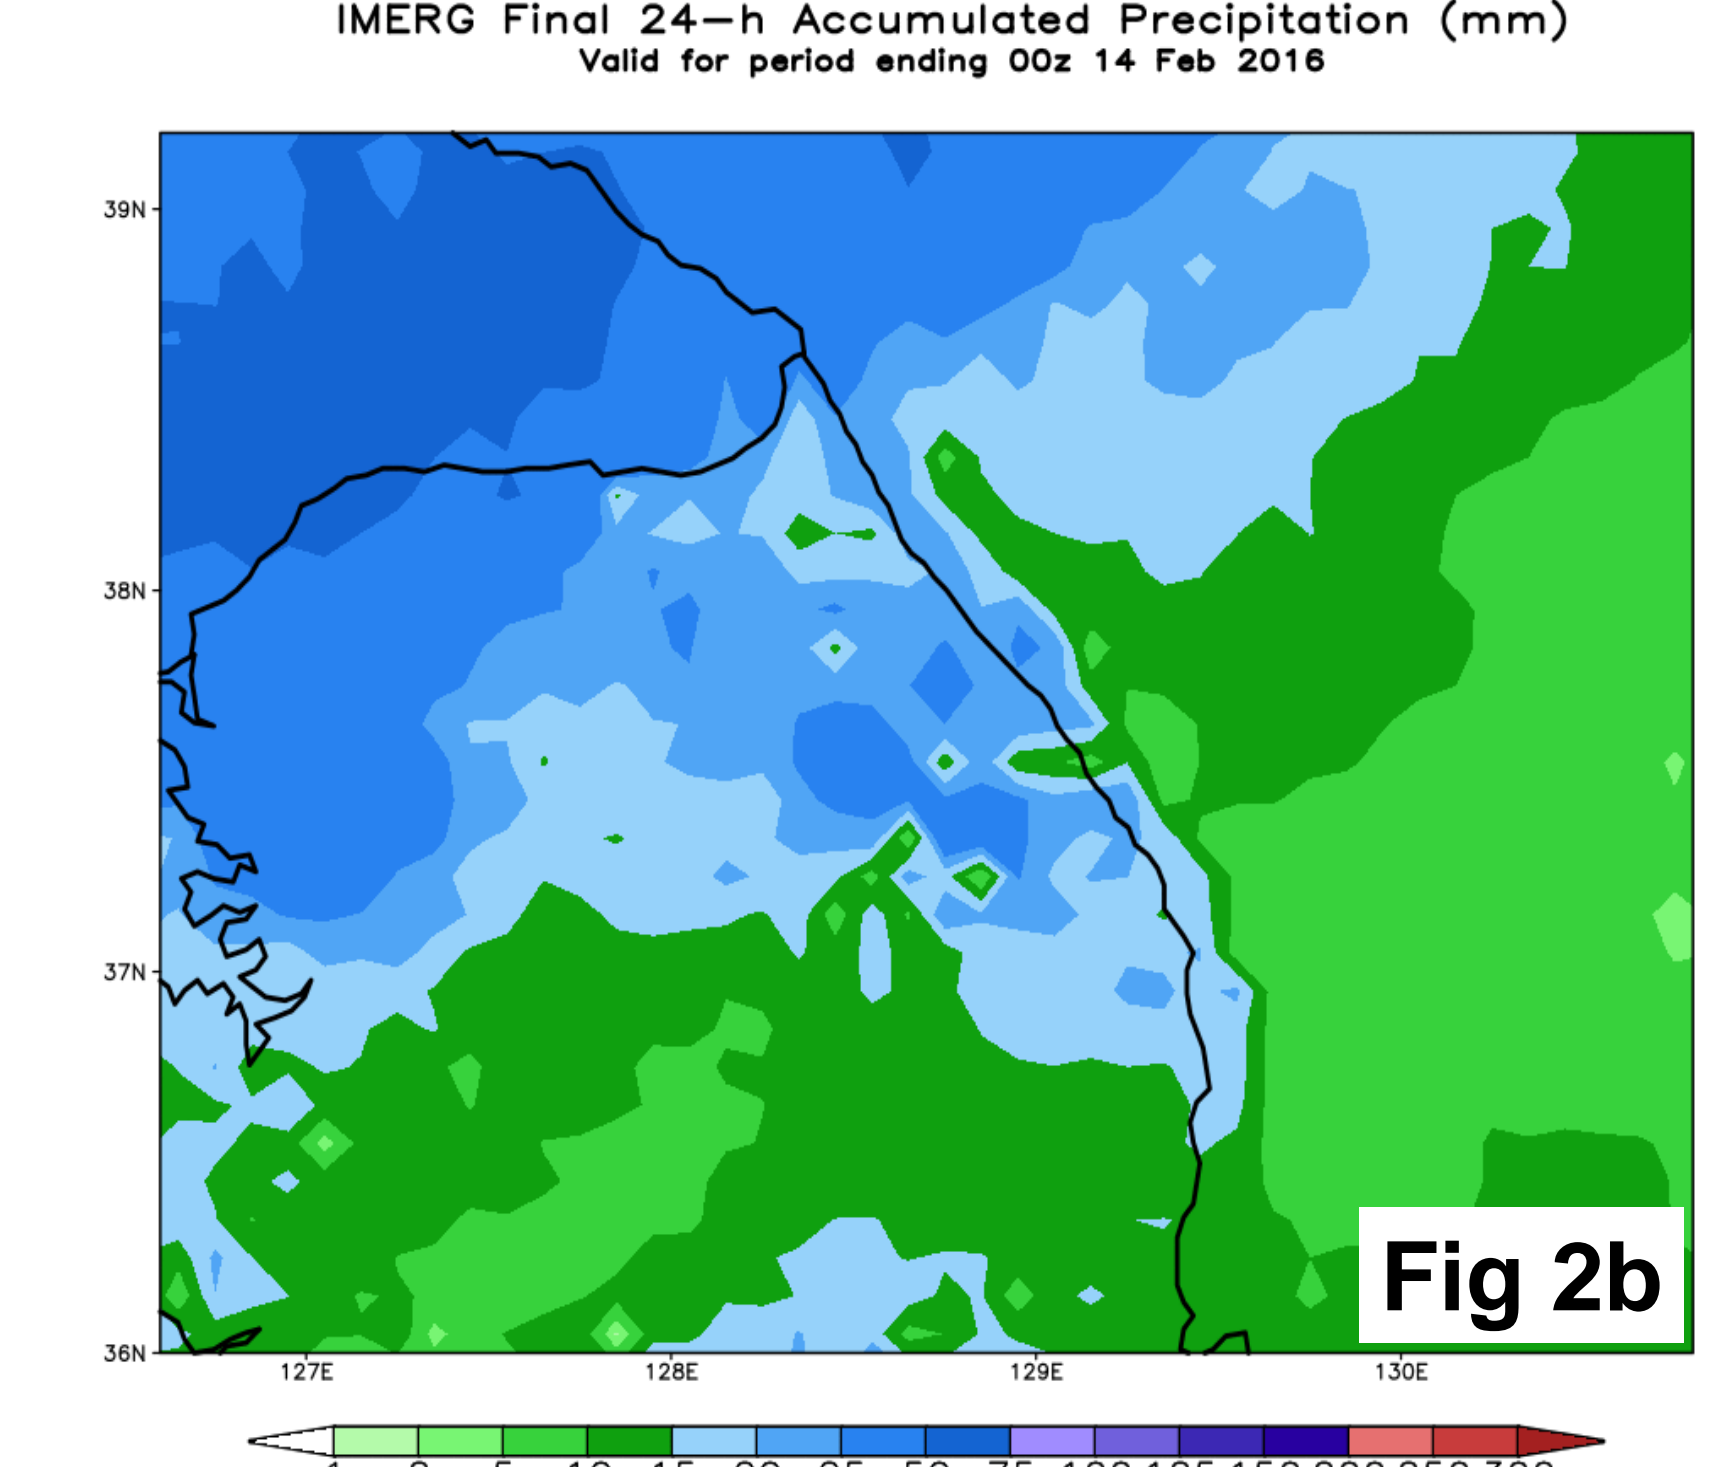 IMERG Final 24-h Accumulated Precipitation (mm)
Valid for period ending 00z 14 Feb 2016
39N
38N
37N
36N
127E 128E 129E 130E
Fig 2b